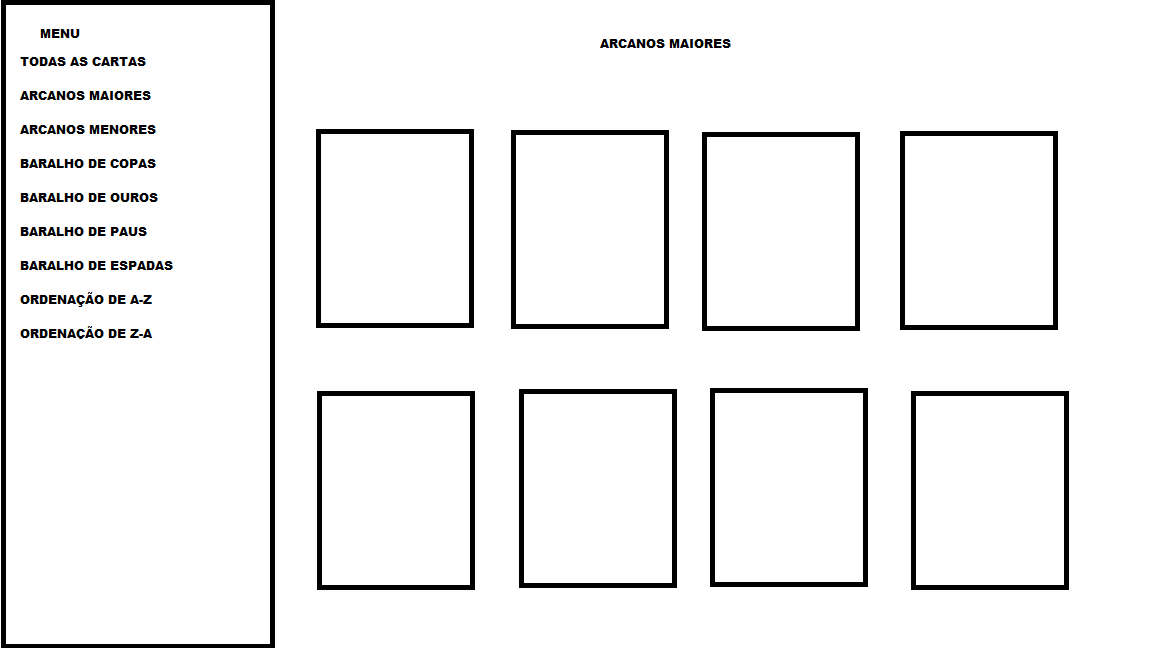 MENU
TODAS AS CARTAS
ARCANOS MAIORES
ARCANOS MENORES
BARALHO DE COPAS
BARALHO DE OUROS
BARALHO DE PAUS
BARALHO DE ESPADAS
ORDENAÇÃO DE A-Z
ORDENAÇÃO DE Z-A
ARCANOS MAIORES